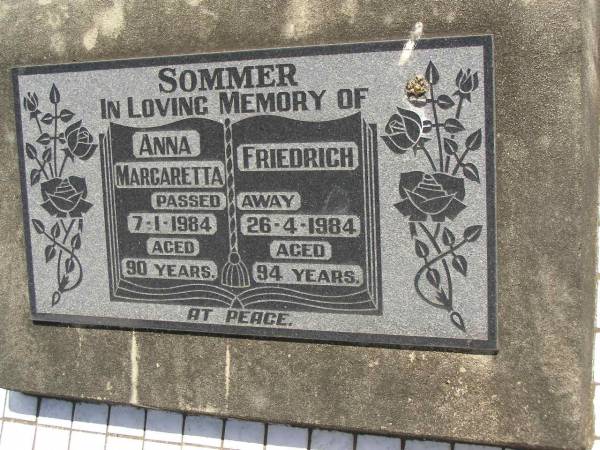 SOMMER
IN LOVING MEMORY OF
ANNA
MARGARETTA
FRIEDRICH
PASSED AWAY
7-1-1984
26-4-1984
AGED
AGED
90 YEARS.
94 YEARS.
AT PEACE.